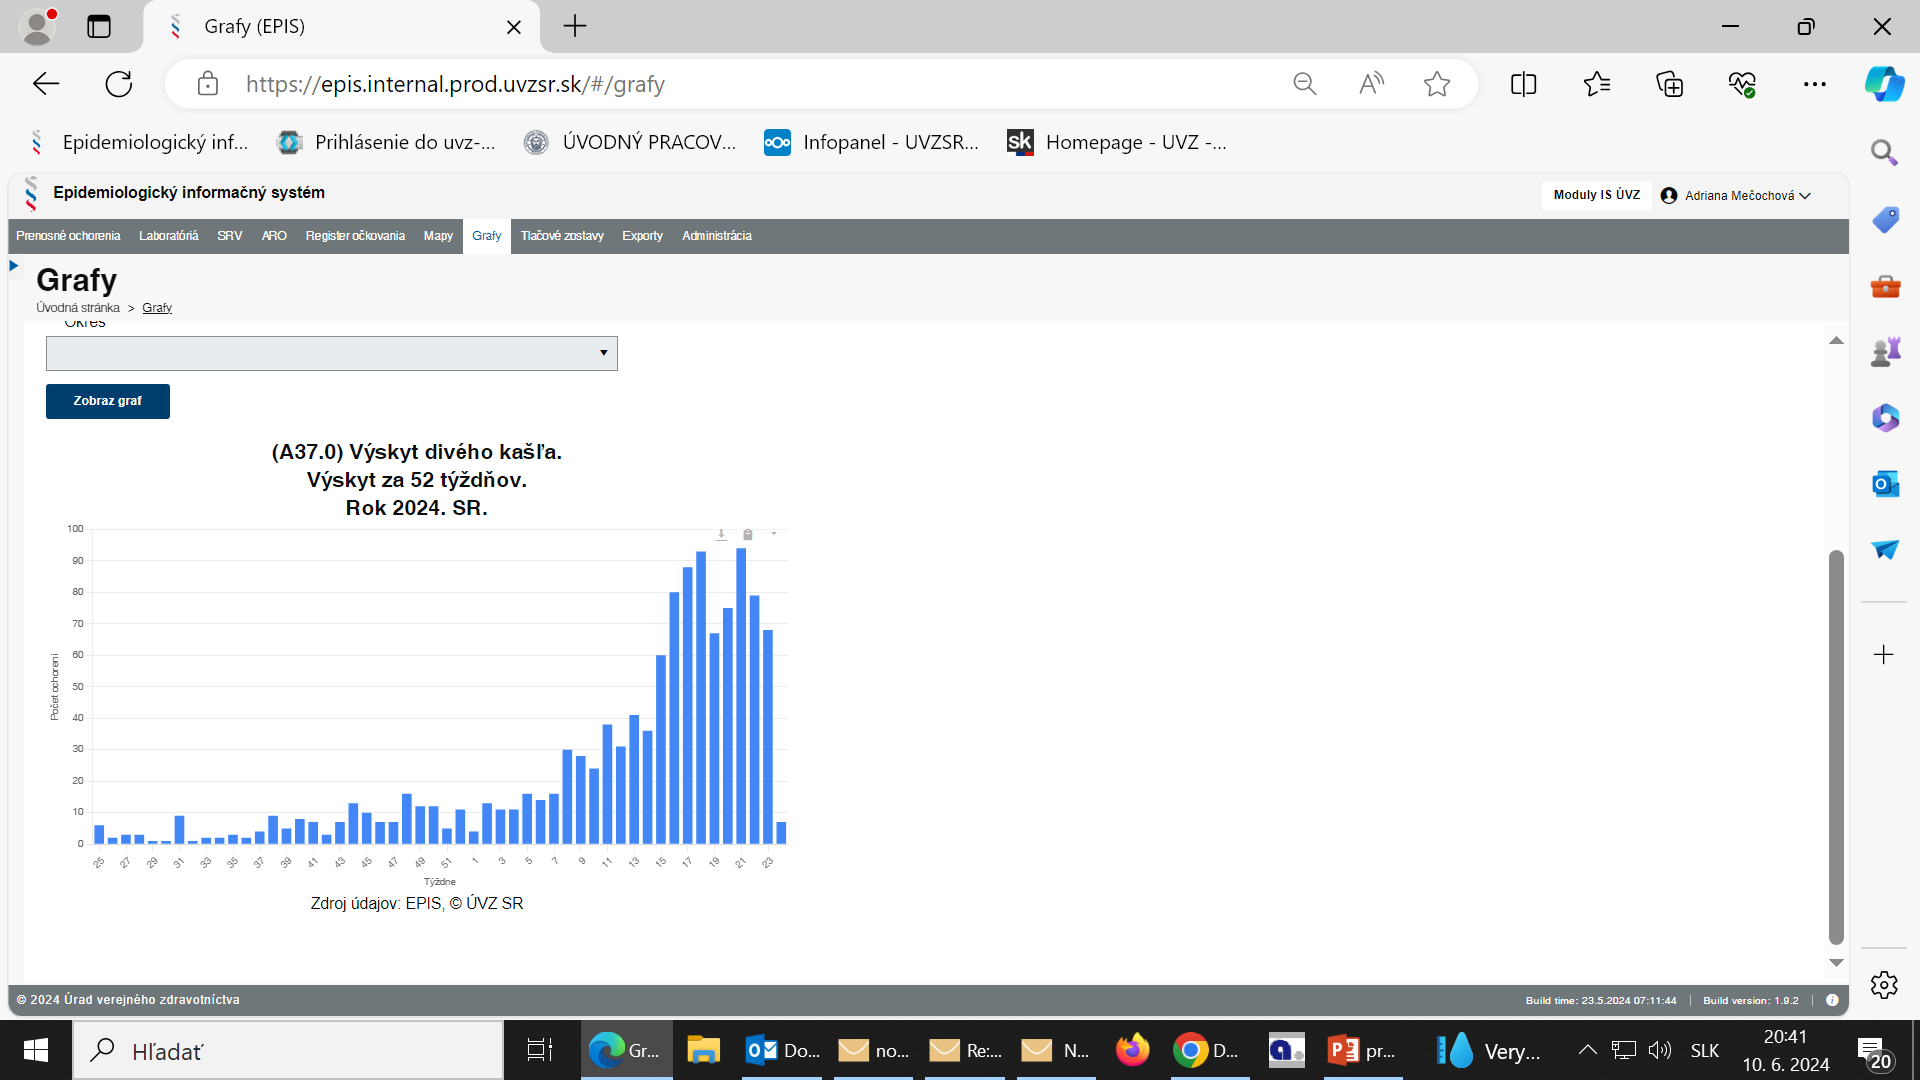 Grafy (EPIS)
https://epis.internal.prod.uvzsr.sk/#/grafy
Epidemiologický inf...
Prihlásenie do uvz-...
ÚVODNÝ PRACOV...
Infopanel - UVZSR...
sk Homepage - UVZ -...
Epidemiologický informačný systém
Moduly IS ÚVZ
Adriana Mečochová
Prenosné ochorenia Laboratóriá SRV ARO Register očkovania Mapy Grafy Tlačové zostavy Exporty Administrácia
Grafy
Úvodná stránka > Grafy
Okres
Zobraz graf
(A37.0) Výskyt divého kašľa.
Výskyt za 52 týždňov.
Rok 2024. SR.
100
90
80
70
60
50
40
30
20
10
0
Počet ochorení
25 27 29 31 33 35 37 39 41 43 45 47 49 51 1 3 5 7 9 11 13 15 17 19 21 23
Týždne
Zdroj údajov: EPIS, © ÚVZ SR
© 2024 Úrad verejného zdravotníctva
Build time: 23.5.2024 07:11:44 | Build version: 1.9.2 |
Hľadať
Gr...
Do...
no...
Re:...
N...
D...
a.
pr...
Very...
SLK
20:41
10. 6. 2024
20